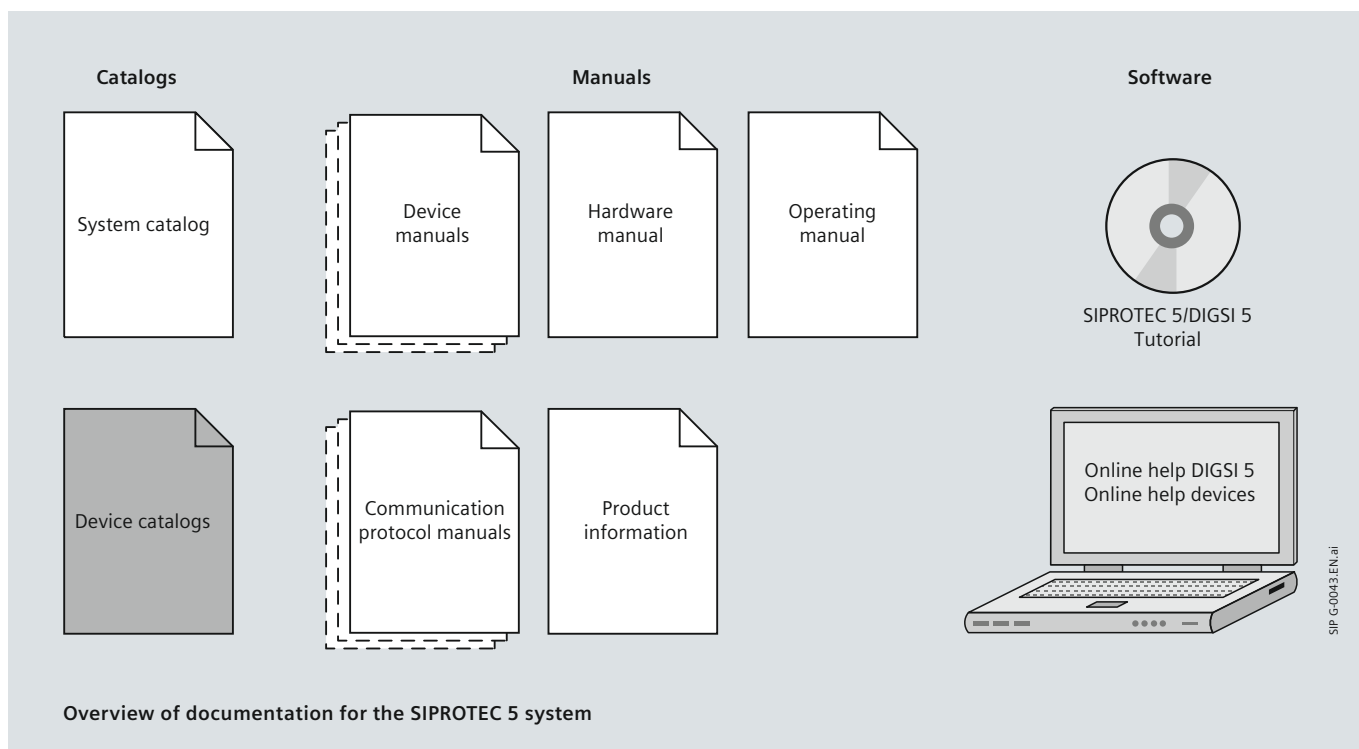 Catalogs
Manuals
Software
System catalog
Device
manuals
Hardware
manual
Operating
manual
SIPROTEC 5/DIGSI 5
Tutorial
Device catalogs
Communication
protocol manuals
Product
information
Online help DIGSI 5
Online help devices
SIP G-0043.EN.ai
Overview of documentation for the SIPROTEC 5 system